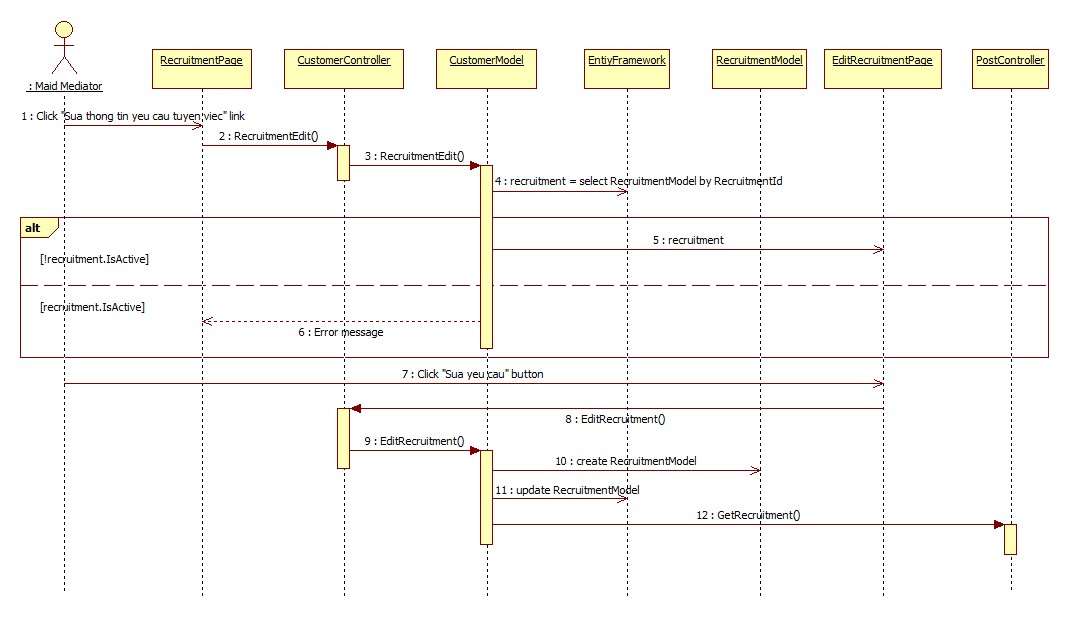 : Maid Mediator
RecruitmentPage
CustomerController
CustomerModel
EntiyFramework
RecruitmentModel
EditRecruitmentPage
PostController
1 : Click "Sua thong tin yeu cau tuyen viec" link
2 : RecruitmentEdit()
3 : RecruitmentEdit()
4 : recruitment = select RecruitmentModel by RecruitmentId
alt
5 : recruitment
[!recruitment.IsActive]
[recruitment.IsActive]
6 : Error message
7 : Click "Sua yeu cau" button
8 : EditRecruitment()
9 : EditRecruitment()
10 : create RecruitmentModel
11 : update RecruitmentModel
12 : GetRecruitment()